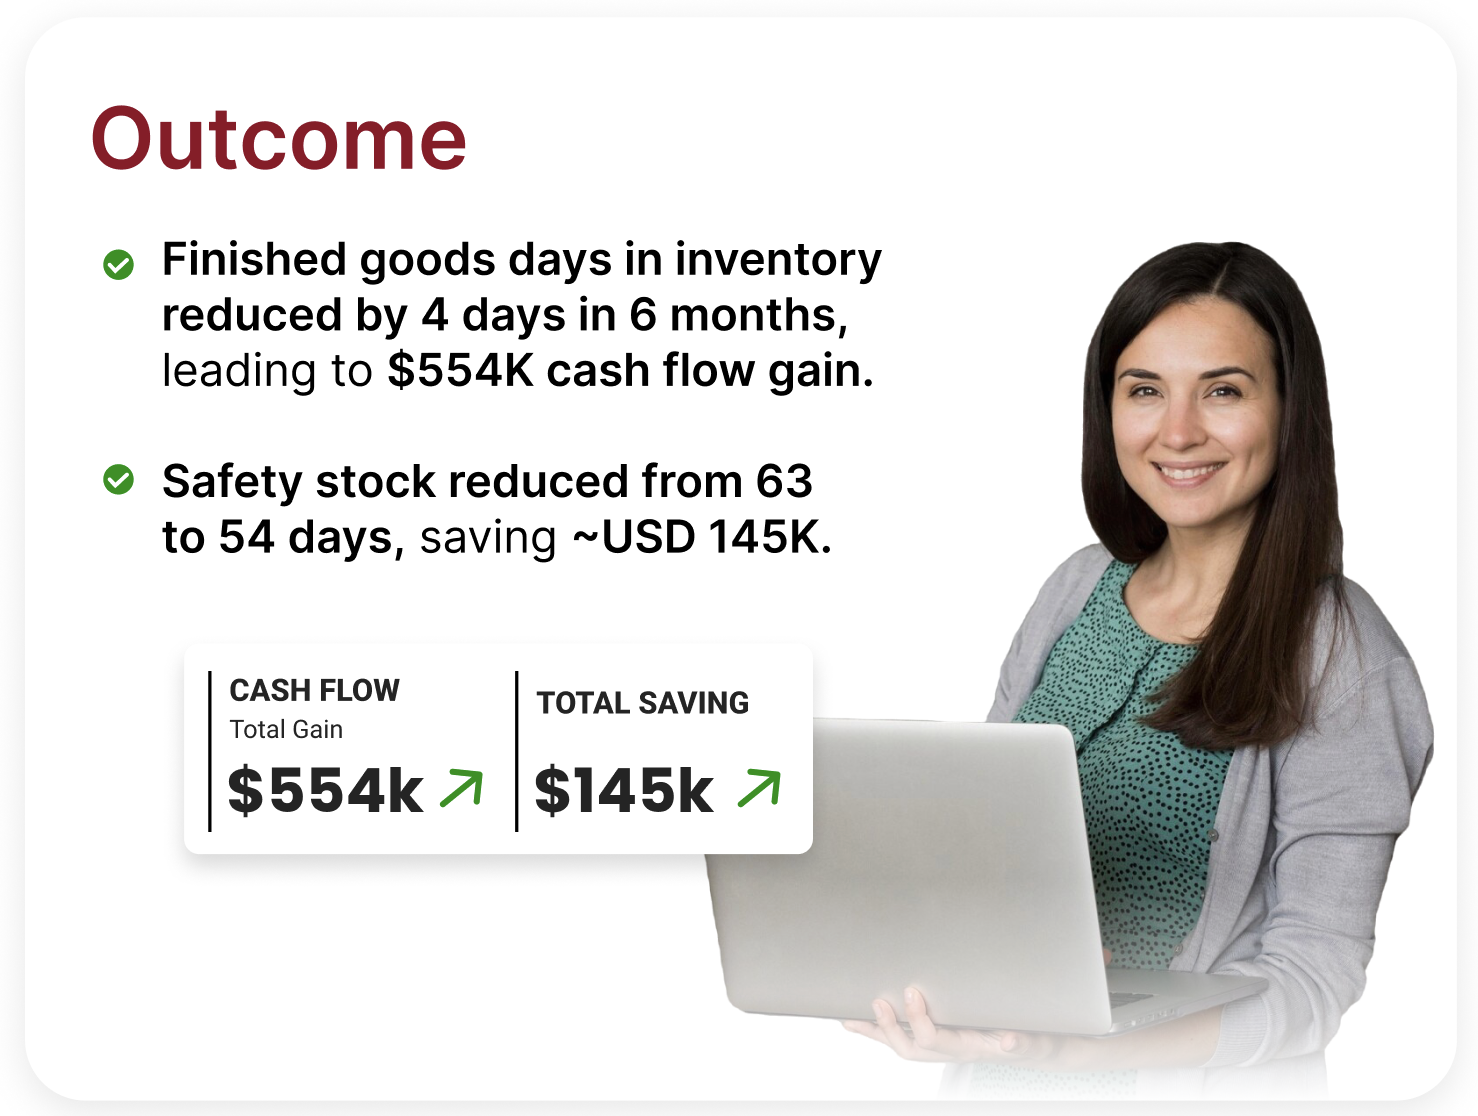 Outcome
Finished goods days in inventory
reduced by 4 days in 6 months,
leading to $554K cash flow gain.
Safety stock reduced from 63
to 54 days, saving ~USD 145K.
CASH FLOW
Total Gain
$554k
TOTAL SAVING
$145k